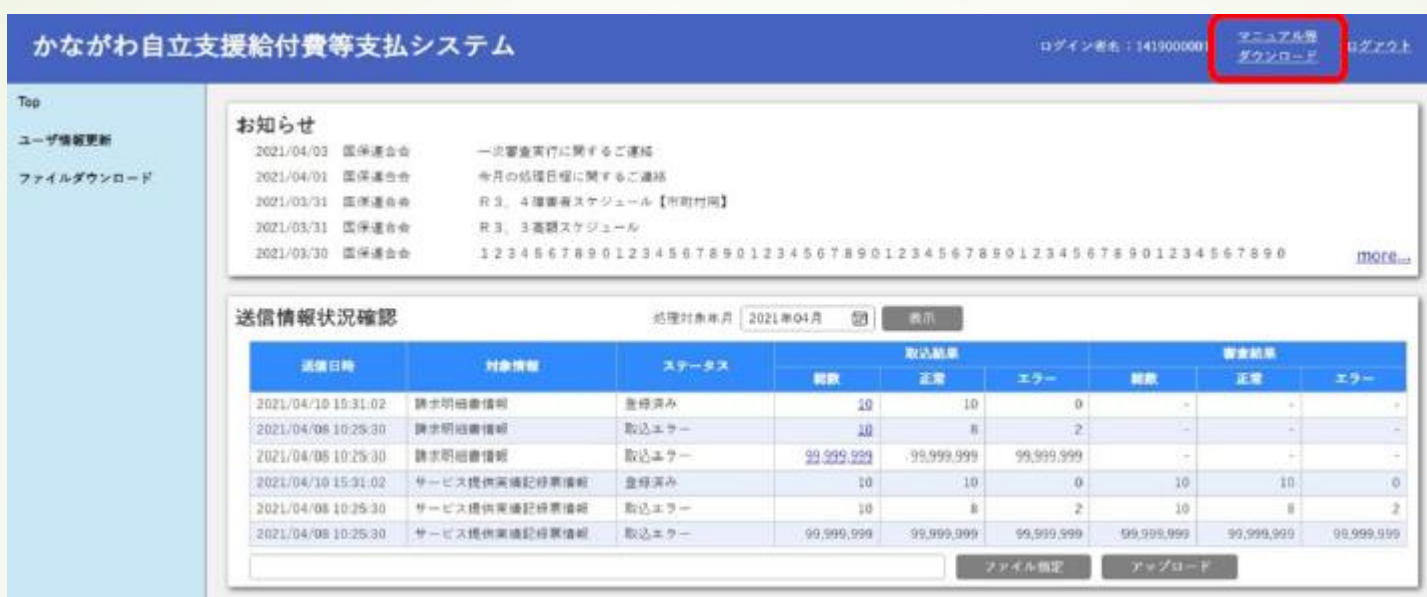 かながわ自立支援給付費等支払システム
ログイン者名：1419000001
マニュアル類
ダウンロード
ログアウト
Top
ユーザ情報更新
ファイルダウンロード
お知らせ
2021/04/03 国保連合会 一次審査実行に関するご連絡
2021/04/01 国保連合会 今月の処理日程に関するご連絡
2021/03/31 国保連合会 R3．4障害者スケジュール【市町村用】
2021/03/31 国保連合会 R3．3高額スケジュール
2021/03/30 国保連合会 12345678901234567890123456789012345678901234567890
more...
送信情報状況確認 処理対象年月 2021年04月 表示
送信日時 対象情報 ステータス 取込結果 審査結果
総数 正常 エラー 総数 正常 エラー
2021/04/10 15:31:02 請求明細書情報 登録済み 10 10 0 - - -
2021/04/08 10:25:30 請求明細書情報 取込エラー 10 8 2 - - -
2021/04/08 10:25:30 請求明細書情報 取込エラー 99,999,999 99,999,999 99,999,999 - - -
2021/04/10 15:31:02 サービス提供実績記録票情報 登録済み 10 10 0 10 10 0
2021/04/08 10:25:30 サービス提供実績記録票情報 取込エラー 10 8 2 10 8 2
2021/04/08 10:25:30 サービス提供実績記録票情報 取込エラー 99,999,999 99,999,999 99,999,999 99,999,999 99,999,999 99,999,999
ファイル指定 アップロード